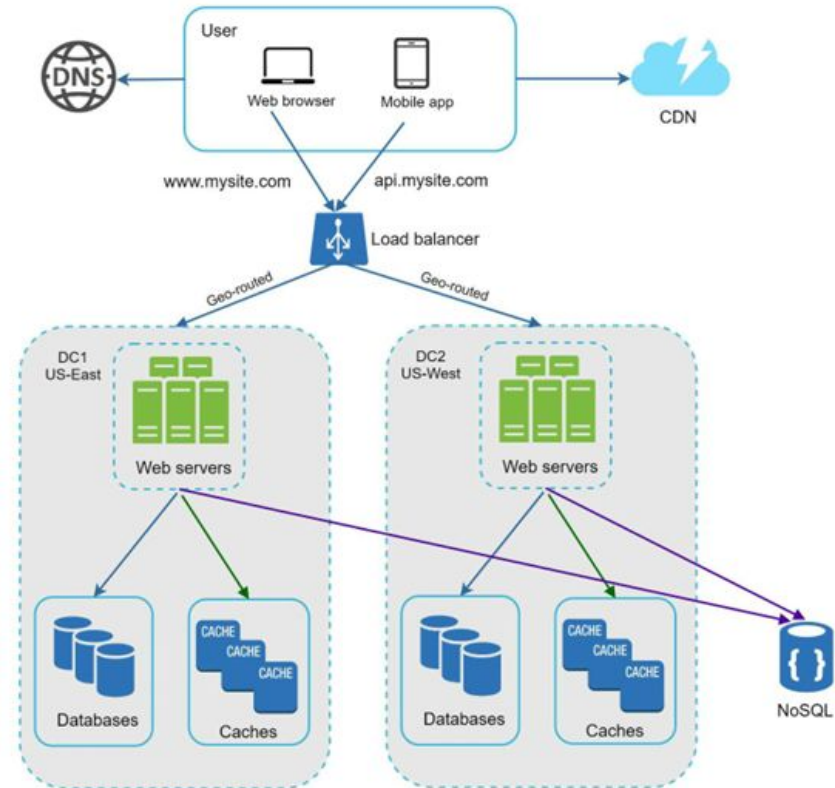 User
DNS
Web browser
Mobile app
CDN
www.mysite.com
api.mysite.com
Load balancer
Geo-routed
Geo-routed
DC1
US-East
DC2
US-West
Web servers
Web servers
CACHE
CACHE
CACHE
CACHE
CACHE
CACHE
{ }
Databases
Caches
Databases
Caches
NoSQL